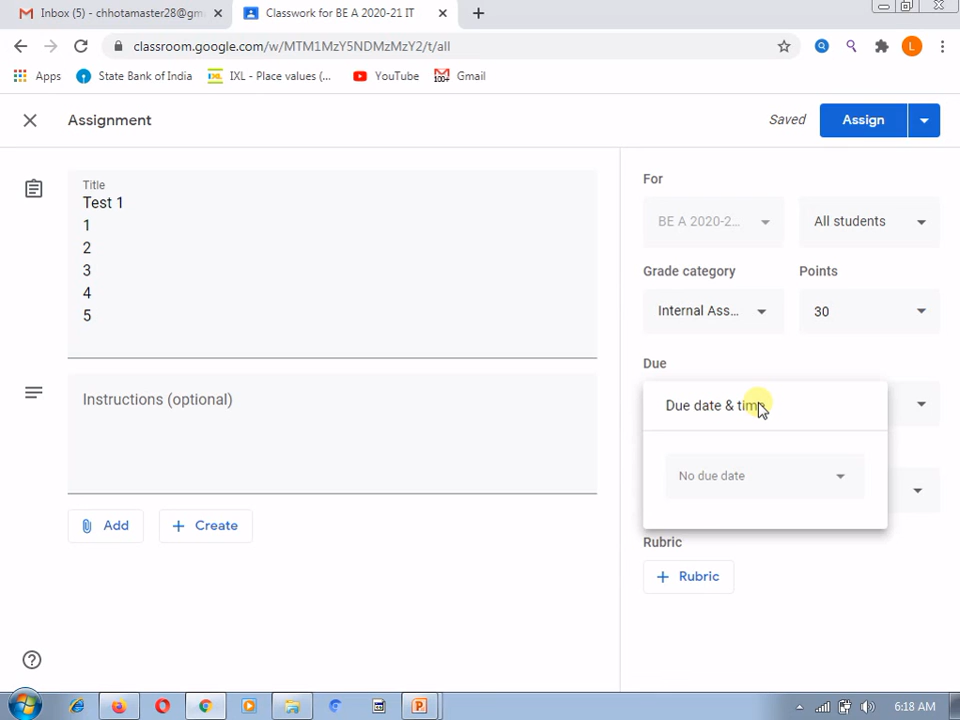 Inbox (5) - chhotamaster28@gm
Classwork for BE A 2020-21 IT
classroom.google.com/w/MTM1MzY5NDMzMzY2/t/all
L
Apps
State Bank of India
IXL - Place values (...
YouTube
100+
Gmail
Assignment
Saved
Assign
Title
Test 1
1
2
3
4
5
Instructions (optional)
Add
Create
For
BE A 2020-2...
All students
Grade category
Points
Internal Ass...
30
Due
Due date & time
No due date
Rubric
Rubric
6:18 AM